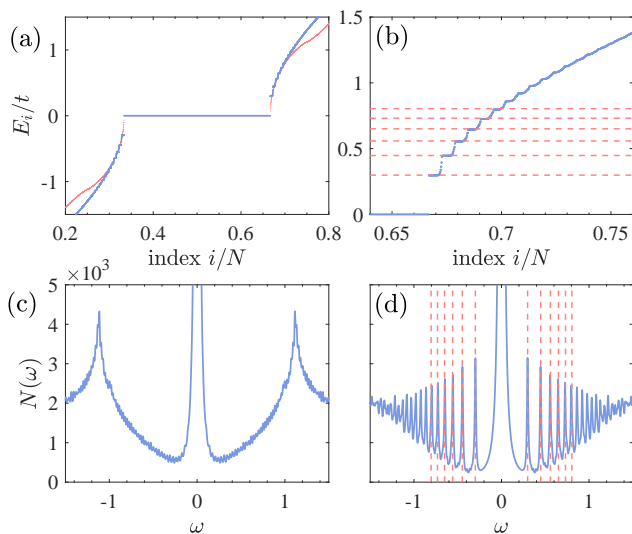 (a)
E_i/t
1
0
-1
0.2 0.4 0.6 0.8
index i/N
(b)
1.5
1
0.5
0
0.65 0.7 0.75
index i/N
(c)
×10^3
N(ω)
5
4
3
2
1
0
-1 0 1
ω
(d)
-1 0 1
ω